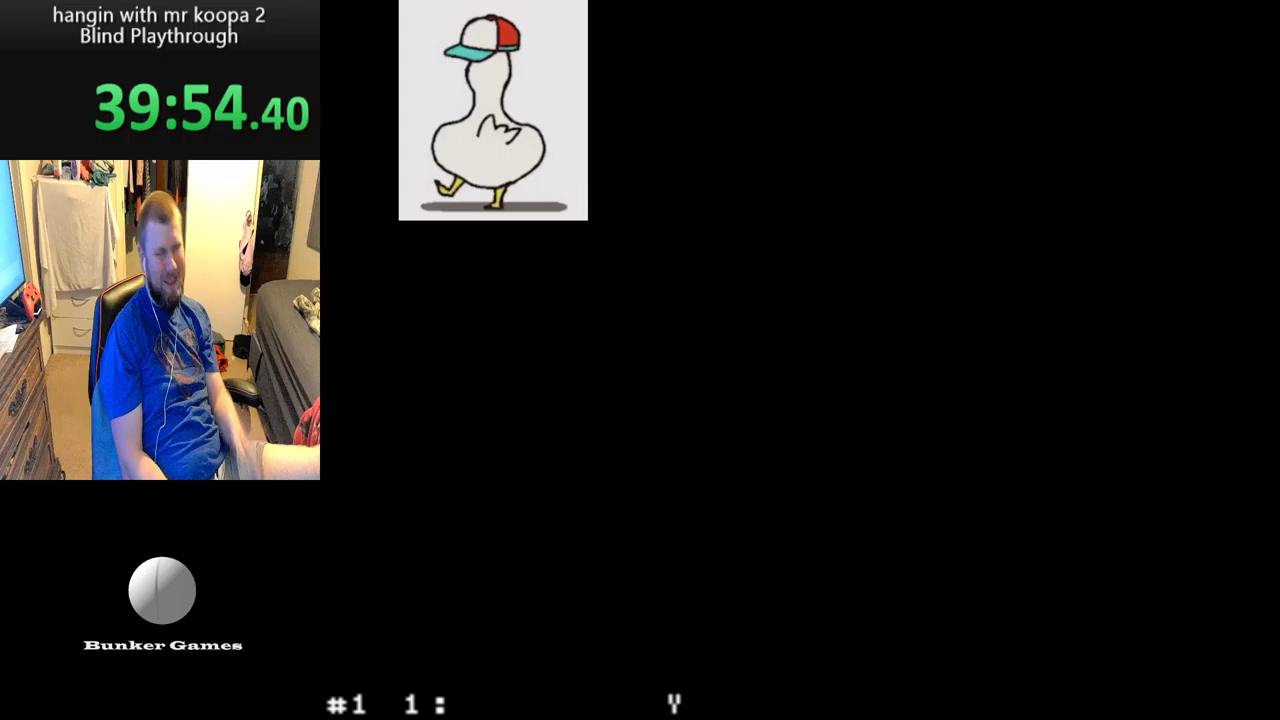 hangin with mr koopa 2
Blind Playthrough
39:54.40
Bunker Games
#1 1: Y